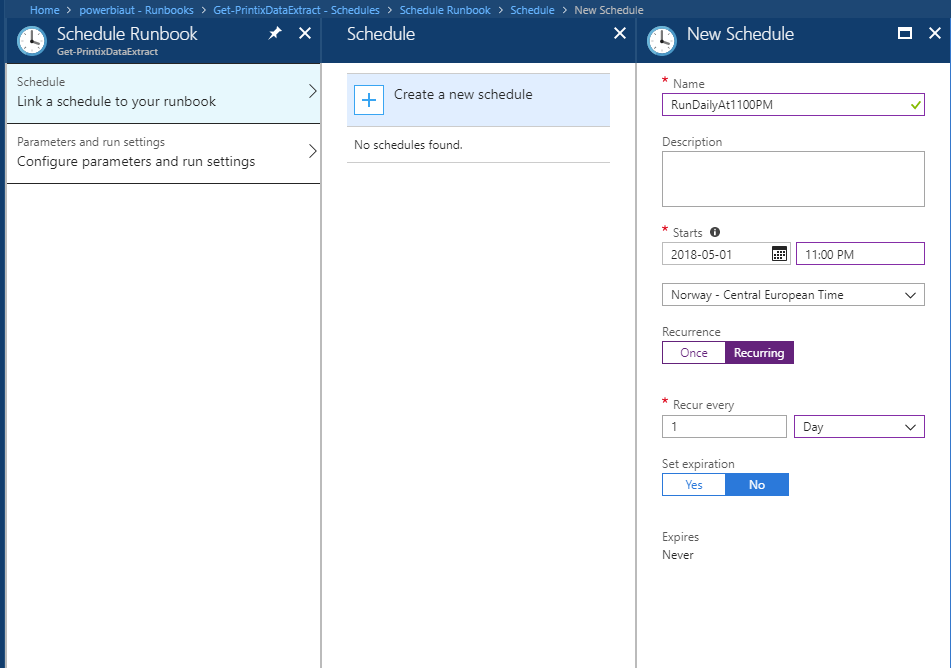 Home > powerbiaut - Runbooks > Get-PrintixDataExtract - Schedules > Schedule Runbook > Schedule > New Schedule
Schedule Runbook
Get-PrintixDataExtract
Schedule
Link a schedule to your runbook
Parameters and run settings
Configure parameters and run settings
Schedule
Create a new schedule
No schedules found.
New Schedule
* Name
RunDailyAt1100PM
Description
* Starts
2018-05-01 11:00 PM
Norway - Central European Time
Recurrence
Once Recurring
* Recur every
1 Day
Set expiration
Yes No
Expires
Never